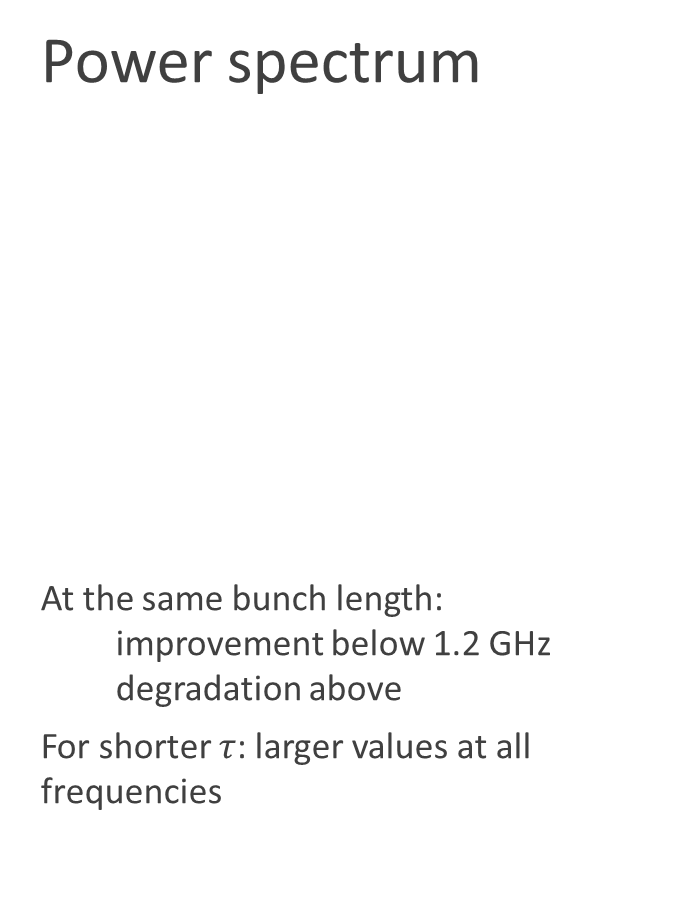 Power spectrum
At the same bunch length:
improvement below 1.2 GHz
degradation above
For shorter 𝜏: larger values at all
frequencies